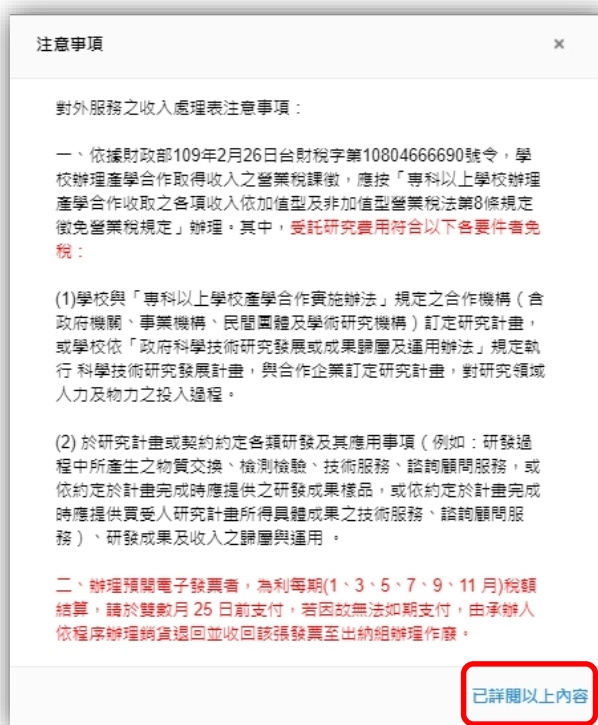 注意事項
×
對外服務之收入處理表注意事項：
一、依據財政部109年2月26日台財稅字第10804666690號令，學
校辦理產學合作取得收入之營業稅課徵，應按「專科以上學校辦理
產學合作收取之各項收入依加值型及非加值型營業稅法第8條規定
徵免營業稅規定」辦理。其中，受託研究費用符合以下各要件者免
稅：
(1)學校與「專科以上學校產學合作實施辦法」規定之合作機構（含
政府機關、事業機構、民間團體及學術研究機構）訂定研究計畫，
或學校依「政府科學技術研究發展成果歸屬及運用辦法」規定執
行 科學技術研究發展計畫，與合作企業訂定研究計畫，對研究領域
人力及物力之投入過程。
(2) 於研究計畫或契約約定各類研發及其應用事項（例如：研發過
程中所產生之物質交換、檢測檢驗、技術服務、諮詢顧問服務，或
依約定於計畫完成時應提供之研發成果樣品，或依約定於計畫完成
時應提供買受人研究計畫所得具體成果之技術服務、諮詢顧問服
務）、研發成果及收入之歸屬與運用 。
二、辦理預開電子發票者，為利每期(1、3、5、7、9、11 月)稅額
結算，請於雙數月 25 日前支付，若因故無法如期支付，由承辦人
依程序辦理銷貨退回並收回該張發票至出納組辦理作廢。
已詳閱以上內容